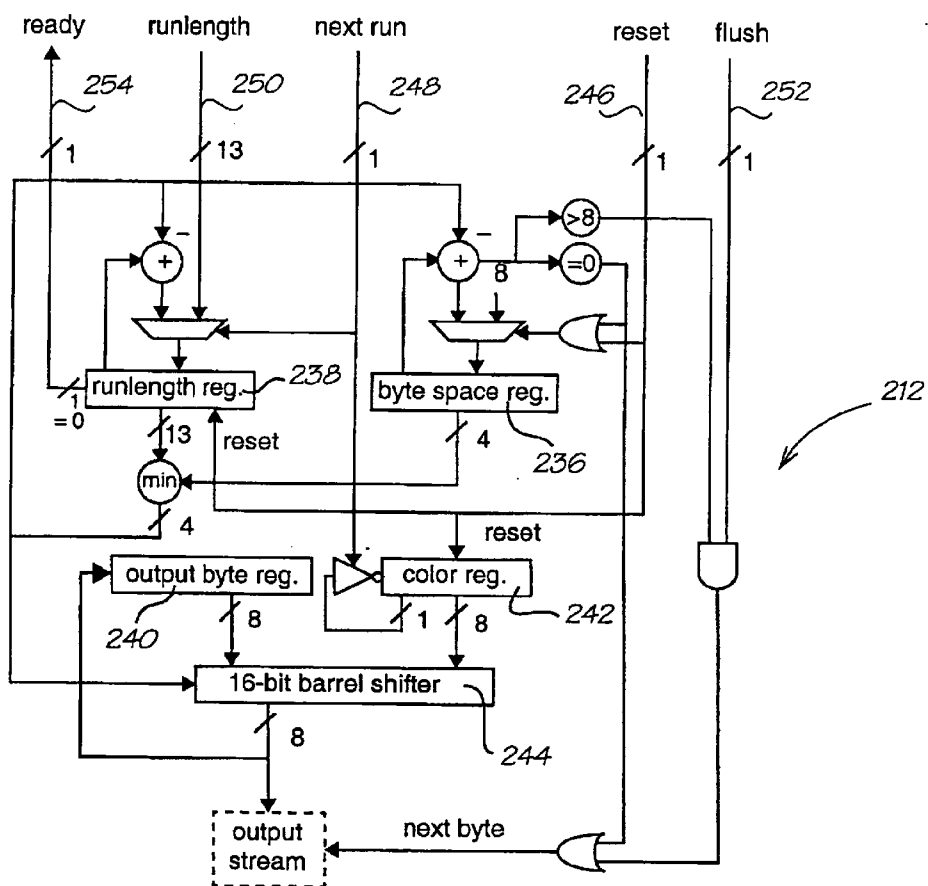 ready runlength next run reset flush
254 250 248 246 252
1 13 1 1 1
− − >8
+ + =0
8
runlength reg. 238 byte space reg. 212
1
=0
13 reset 4 236
min
4 reset
output byte reg. color reg.
240 8 1 8 242
16-bit barrel shifter
8 244
next byte
output
stream